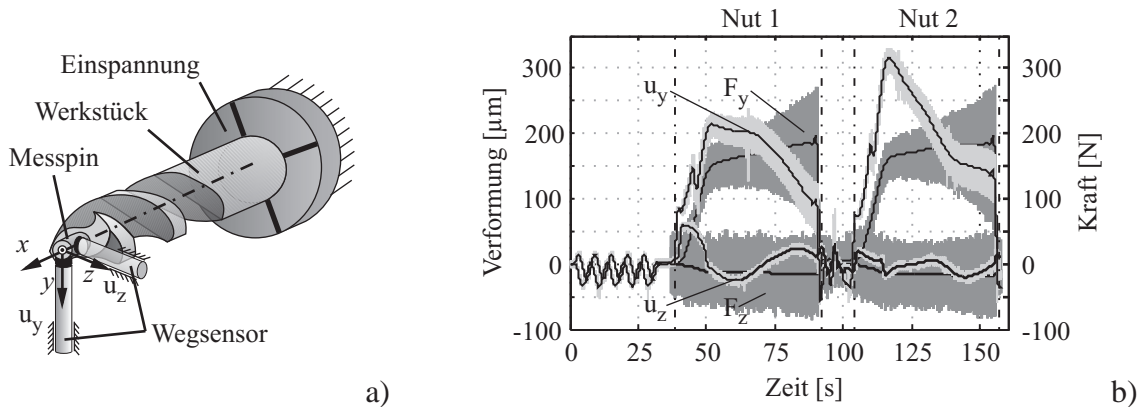 Einspannung
Werkstück
Messpin
x
y
z
u_z
u_y
Wegsensor
a)
Nut 1
Nut 2
Verformung [µm]
300
200
100
0
-100
u_y
F_y
u_z
F_z
300
200
100
0
-100
Kraft [N]
0
25
50
75
100
125
150
Zeit [s]
b)